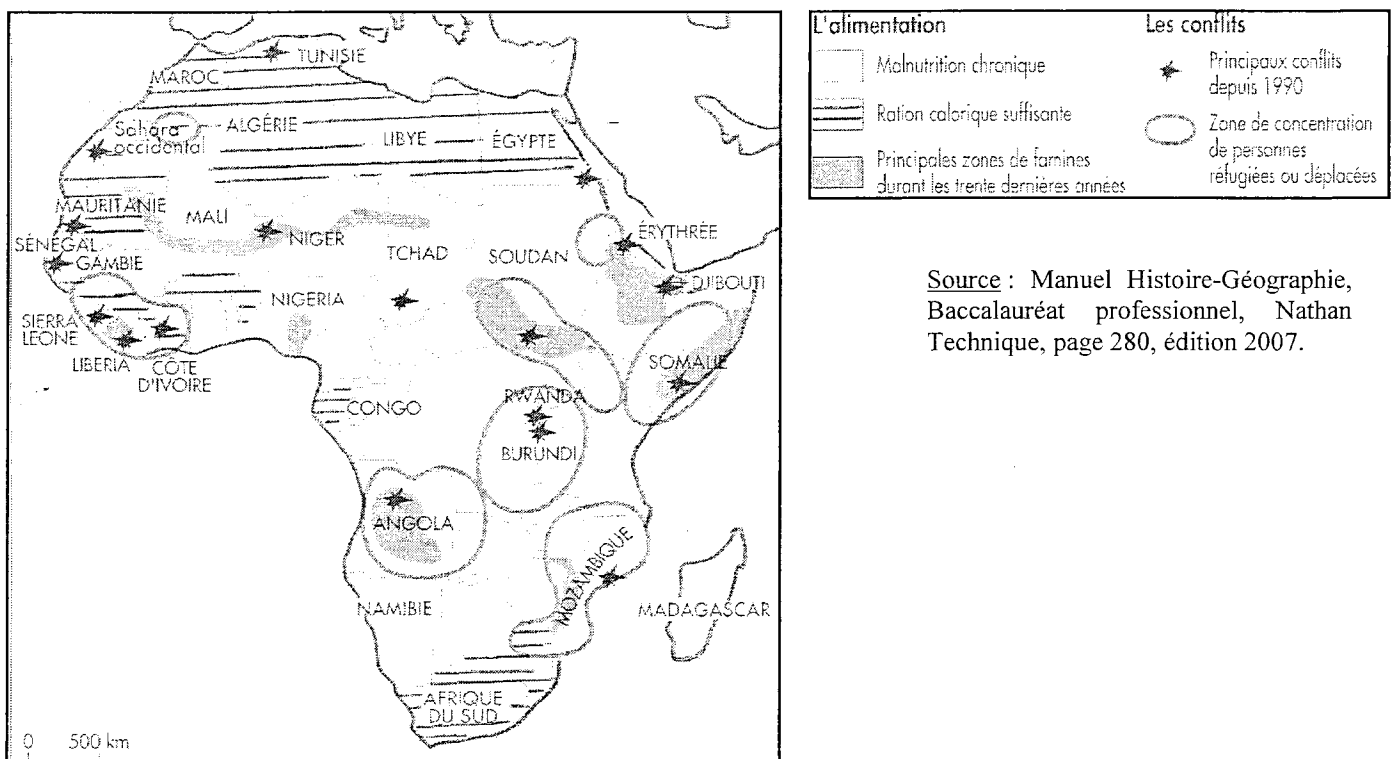 TUNISIE
MAROC
Sahara
occidental
ALGÉRIE
LIBYE
ÉGYPTE
MAURITANIE
MALI
NIGER
TCHAD
SOUDAN
ÉRYTHRÉE
SÉNÉGAL
GAMBIE
DJIBOUTI
NIGERIA
SIERRA
LEONE
LIBERIA
CÔTE
D'IVOIRE
SOMALIE
CONGO
RWANDA
BURUNDI
ANGOLA
MOZAMBIQUE
NAMIBIE
MADAGASCAR
AFRIQUE
DU SUD
0 500 km
L'alimentation
Malnutrition chronique
Ration calorique suffisante
Principales zones de famines
durant les trente dernières années
Les conflits
Principaux conflits
depuis 1990
Zone de concentration
de personnes
réfugiées ou déplacées
Source : Manuel Histoire-Géographie,
Baccalauréat professionnel, Nathan
Technique, page 280, édition 2007.